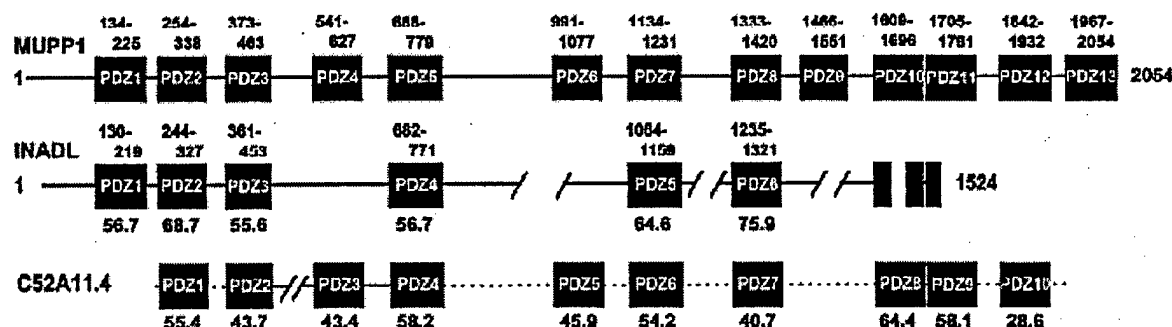 134- 254- 373- 541- 688- 991- 1134- 1333- 1466- 1609- 1705- 1842- 1967-
MUPP1 225 338 463 627 779 1077 1231 1420 1551 1696 1781 1932 2054
1 PDZ1 PDZ2 PDZ3 PDZ4 PDZ5 PDZ6 PDZ7 PDZ8 PDZ9 PDZ10 PDZ11 PDZ12 PDZ13 2054
244- 361- 682- 1235-
INADL 219 327 453 771 1159 1321
1 PDZ1 PDZ2 PDZ3 PDZ4 PDZ5 PDZ6 1524
56.7 68.7 55.6 56.7 64.6 75.9
C52A11.4 PDZ1 PDZ2 PDZ3 PDZ4 PDZ5 PDZ6 PDZ7 PDZ8 PDZ9 PDZ10
55.4 43.7 43.4 58.2 45.9 54.2 40.7 64.4 58.1 28.6